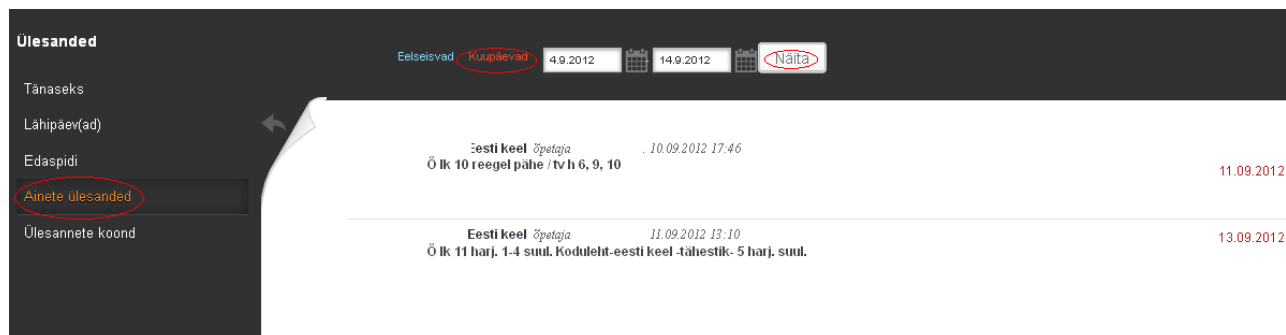 Ülesanded
Tänaseks
Lähipäev(ad)
Edaspidi
Ainete ülesanded
Ülesannete koond
Eelseisvad Kuupäevad 4.9.2012 14.9.2012 Näita
Eesti keel õpetaja . 10.09.2012 17:46
Õ lk 10 reegel pähe / tv h 6, 9, 10
11.09.2012
Eesti keel õpetaja 11.09.2012 13:10
Õ lk 11 harj. 1-4 suul. Koduleht-eesti keel -tähestik- 5 harj. suul.
13.09.2012